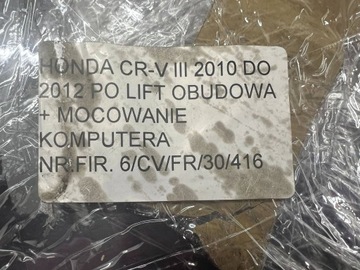 HONDA CR-V III 2010 DO
2012 PO LIFT OBUDOWA
+ MOCOWANIE
KOMPUTERA
NR.FIR. 6/CV/FR/30/416